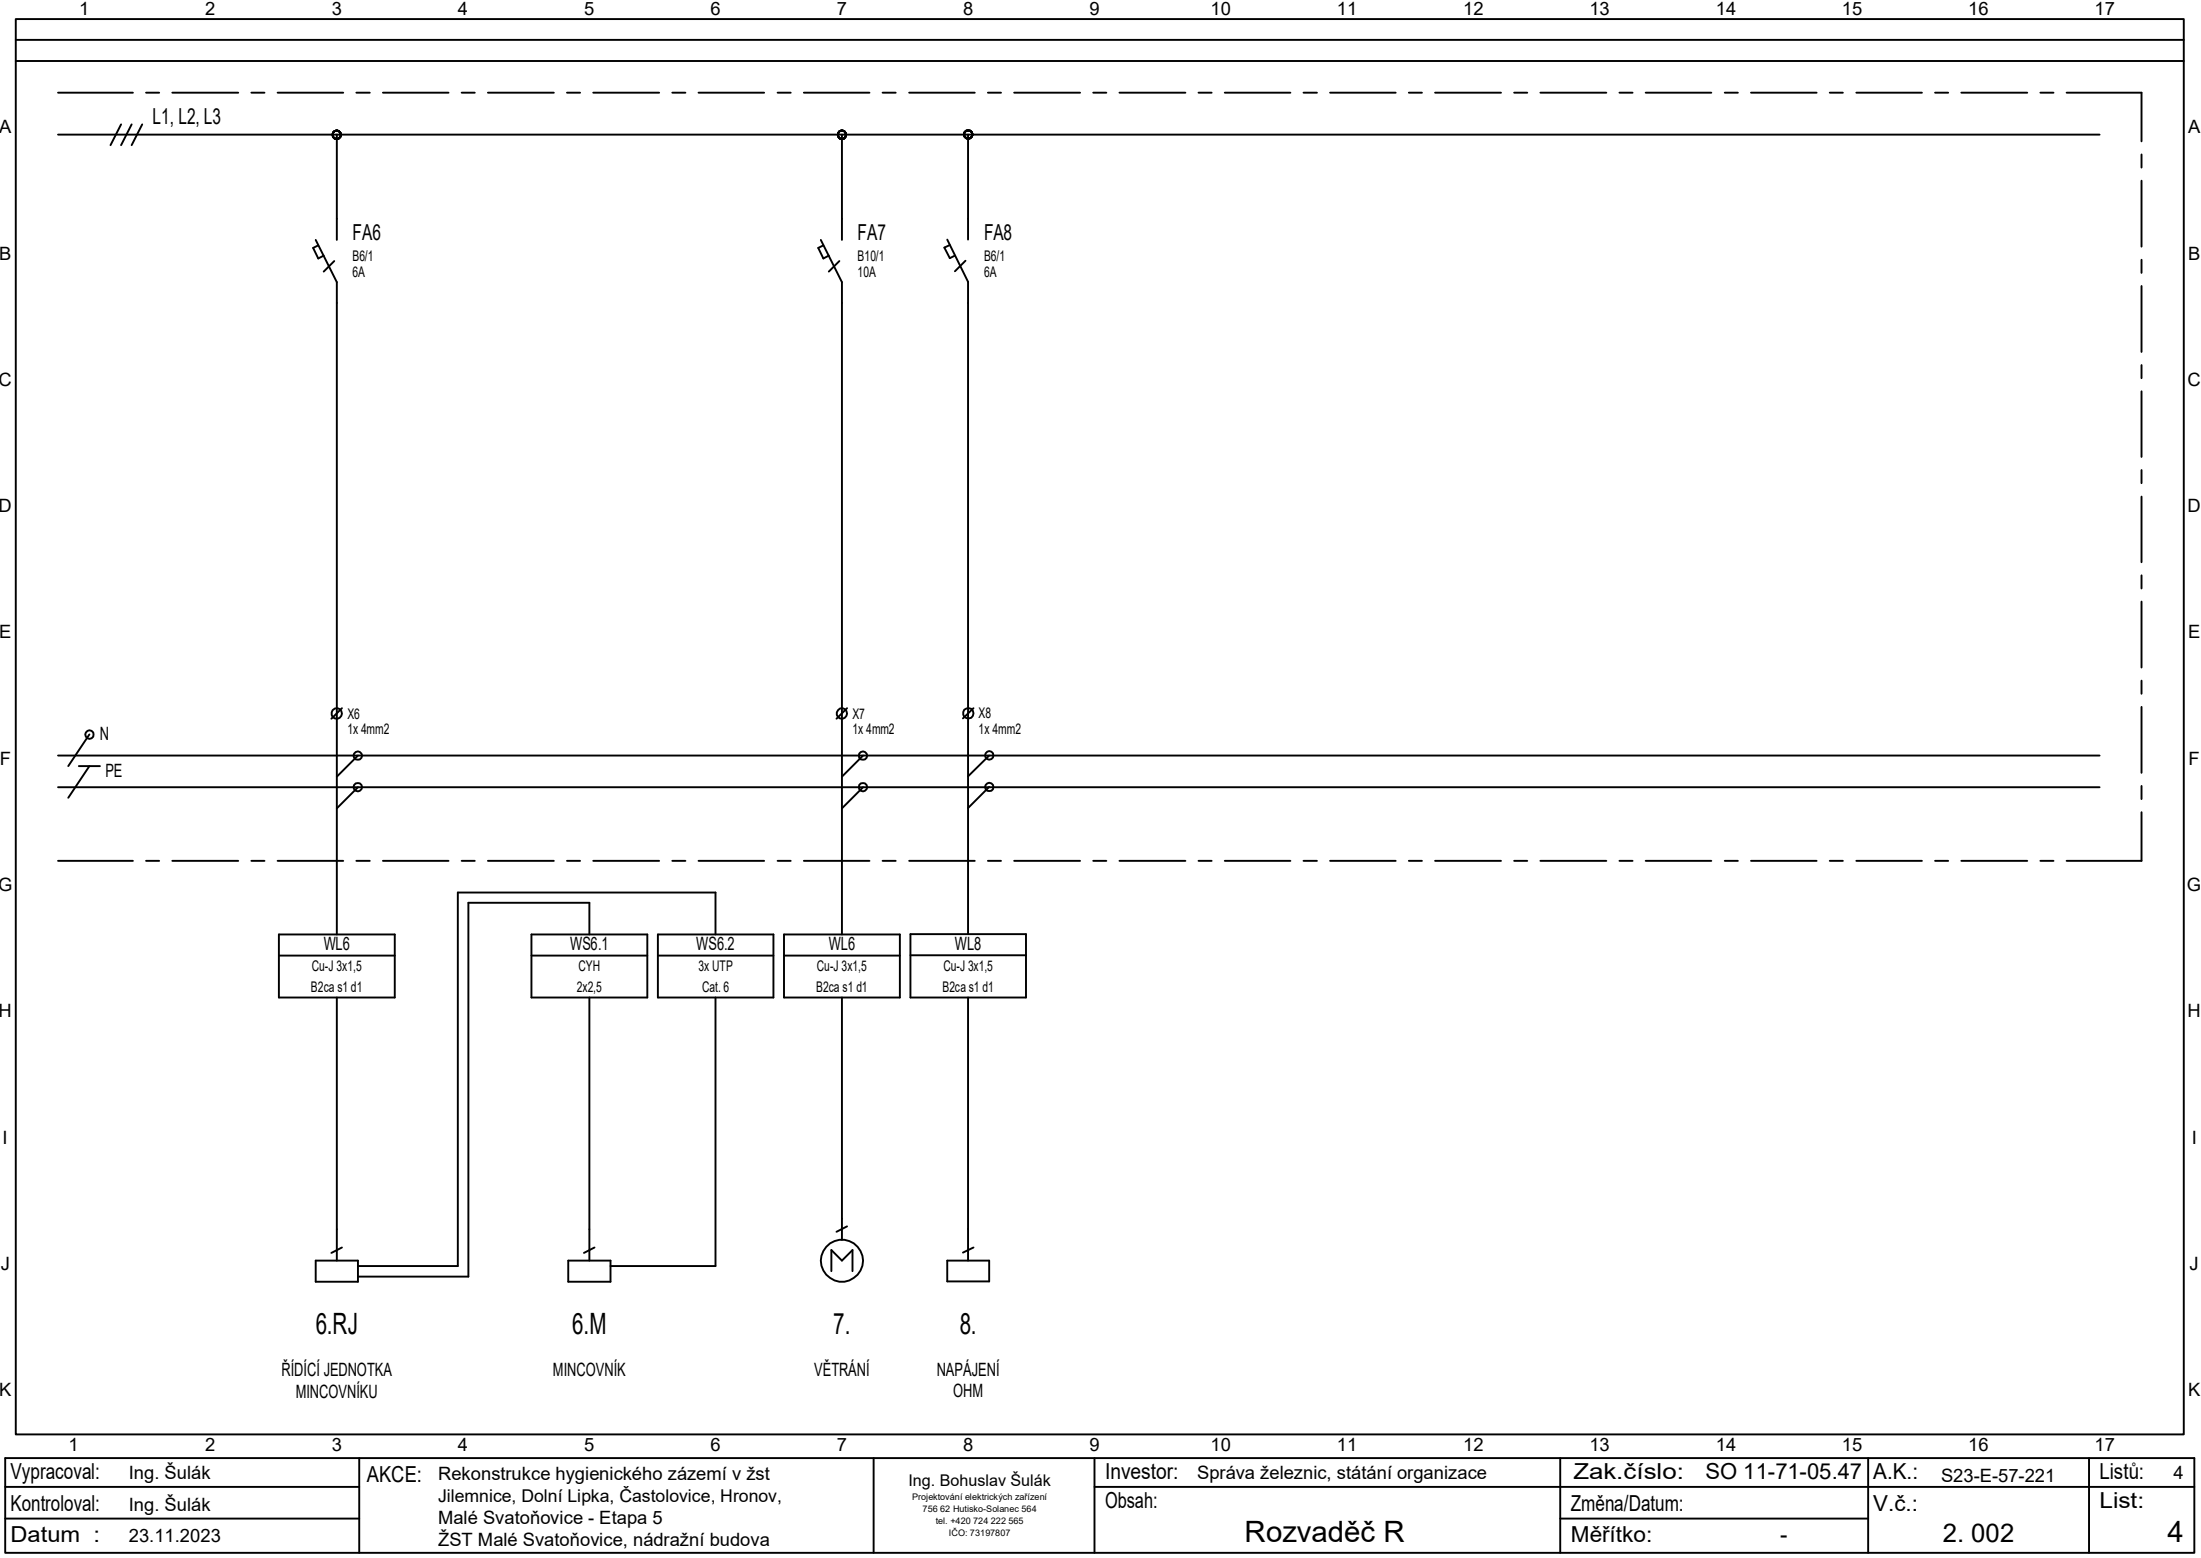 1 2 3 4 5 6 7 8 9 10 11 12 13 14 15 16 17
A L1, L2, L3 A
B FA6 FA7 FA8 B
B6/1 B10/1 B6/1
6A 10A 6A
C C
D D
E E
X6 X7 X8
1x 4mm2 1x 4mm2 1x 4mm2
N
F F
PE
G G
WL6 WS6.1 WS6.2 WL6 WL8
Cu-J 3x1,5 CYH 3x UTP Cu-J 3x1,5 Cu-J 3x1,5
B2ca s1 d1 2x2,5 Cat. 6 B2ca s1 d1 B2ca s1 d1
H H
I I
M
J J
6.RJ 6.M 7. 8.
ŘÍDÍCÍ JEDNOTKA MINCOVNÍK VĚTRÁNÍ NAPÁJENÍ
MINCOVNÍKU OHM
K K
1 2 3 4 5 6 7 8 9 10 11 12 13 14 15 16 17
Vypracoval: Ing. Šulák
Kontroloval: Ing. Šulák
Datum : 23.11.2023
AKCE: Rekonstrukce hygienického zázemí v žst
Jilemnice, Dolní Lipka, Častolovice, Hronov,
Malé Svatoňovice - Etapa 5
ŽST Malé Svatoňovice, nádražní budova
Ing. Bohuslav Šulák
Projektování elektrických zařízení
756 62 Hutisko-Solanec 564
tel. +420 724 222 565
IČO: 73197807
Investor: Správa železnic, státání organizace
Obsah:
Rozvaděč R
Zak.číslo: SO 11-71-05.47
Změna/Datum:
Měřítko: -
A.K.: S23-E-57-221
V.č.:
2. 002
Listů: 4
List:
4